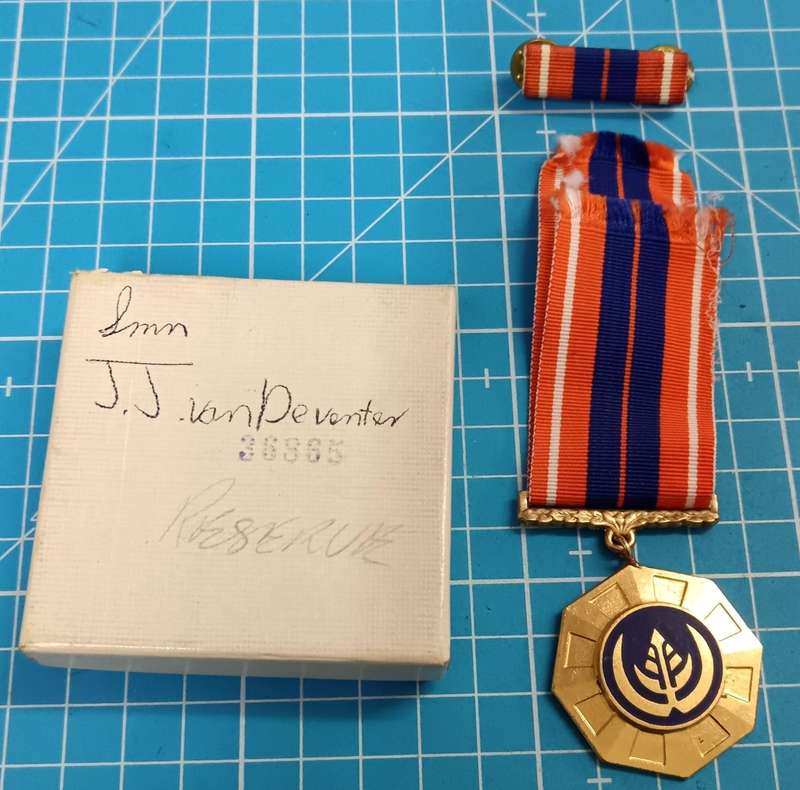 Smn
J.J. van Deventer
36865
RESERVE